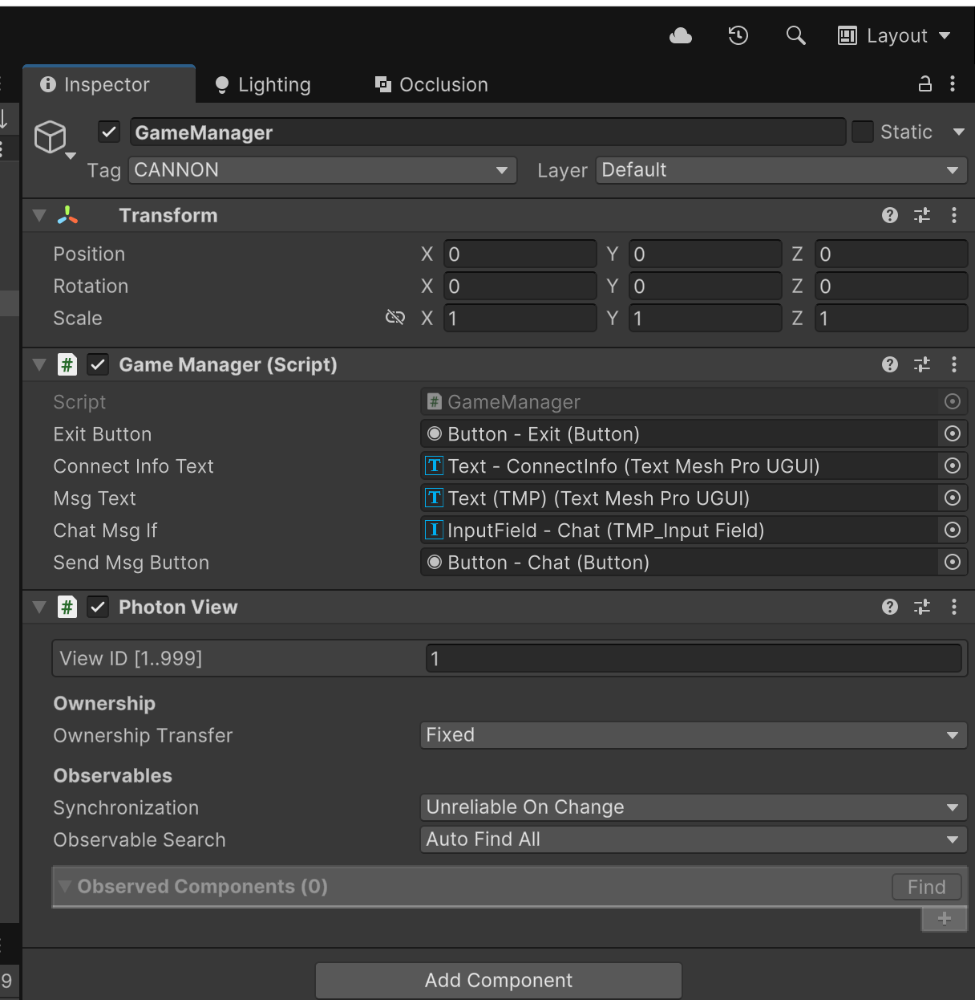 Layout
Inspector Lighting Occlusion
GameManager Static
Tag CANNON Layer Default
Transform
Position X 0 Y 0 Z 0
Rotation X 0 Y 0 Z 0
Scale X 1 Y 1 Z 1
# Game Manager (Script)
Script # GameManager
Exit Button Button - Exit (Button)
Connect Info Text T Text - ConnectInfo (Text Mesh Pro UGUI)
Msg Text T Text (TMP) (Text Mesh Pro UGUI)
Chat Msg If I InputField - Chat (TMP_Input Field)
Send Msg Button Button - Chat (Button)
# Photon View
View ID [1..999] 1
Ownership
Ownership Transfer Fixed
Observables
Synchronization Unreliable On Change
Observable Search Auto Find All
Observed Components (0) Find
+
9 Add Component